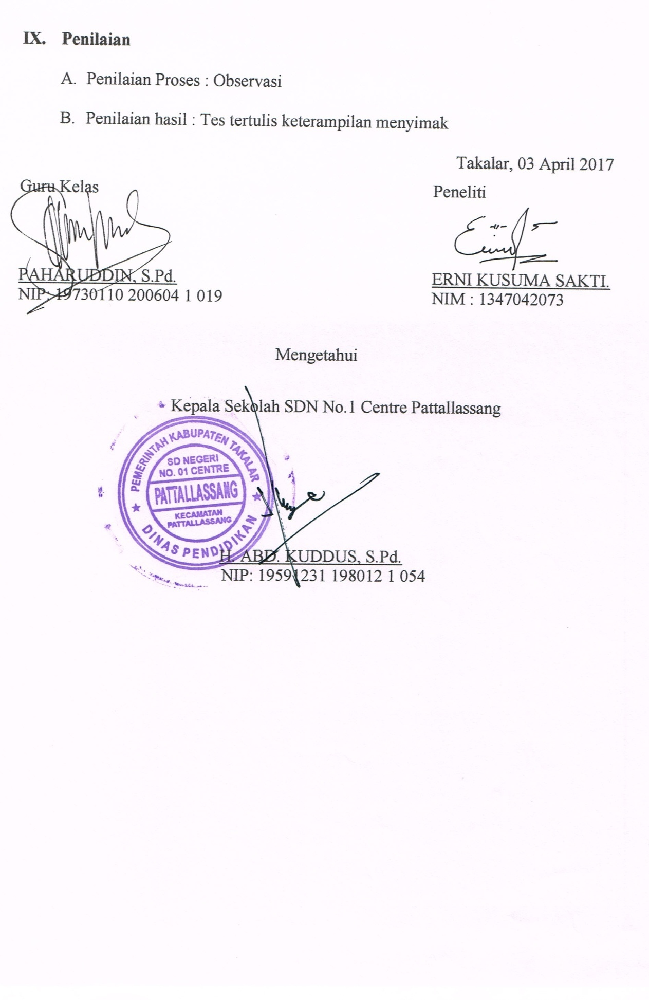 IX. Penilaian
A. Penilaian Proses : Observasi
B. Penilaian hasil : Tes tertulis keterampilan menyimak
Takalar, 03 April 2017
Guru Kelas
Peneliti
PAHARUDDIN, S.Pd.
NIP: 19730110 200604 1 019
ERNI KUSUMA SAKTI.
NIM : 1347042073
Mengetahui
Kepala Sekolah SDN No.1 Centre Pattallassang
PEMERINTAH KABUPATEN TAKALAR
SD NEGERI
NO. 01 CENTRE
PATTALLASSANG
KECAMATAN
PATTALLASSANG
DINAS PENDIDIKAN
H. ABD. KUDDUS, S.Pd.
NIP: 19591231 198012 1 054